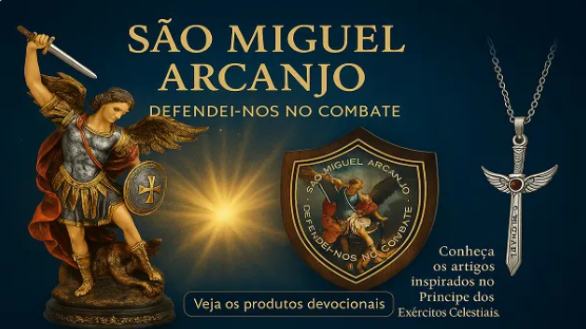 SÃO MIGUEL
ARCANJO
DEFENDEI-NOS NO COMBATE
SÃO MIGUEL ARCANJO
DEFENDEI-NOS NO COMBATE
Conheça
os artigos
inspirados no
Principe dos
Exércitos Celestiais.
Veja os produtos devocionais